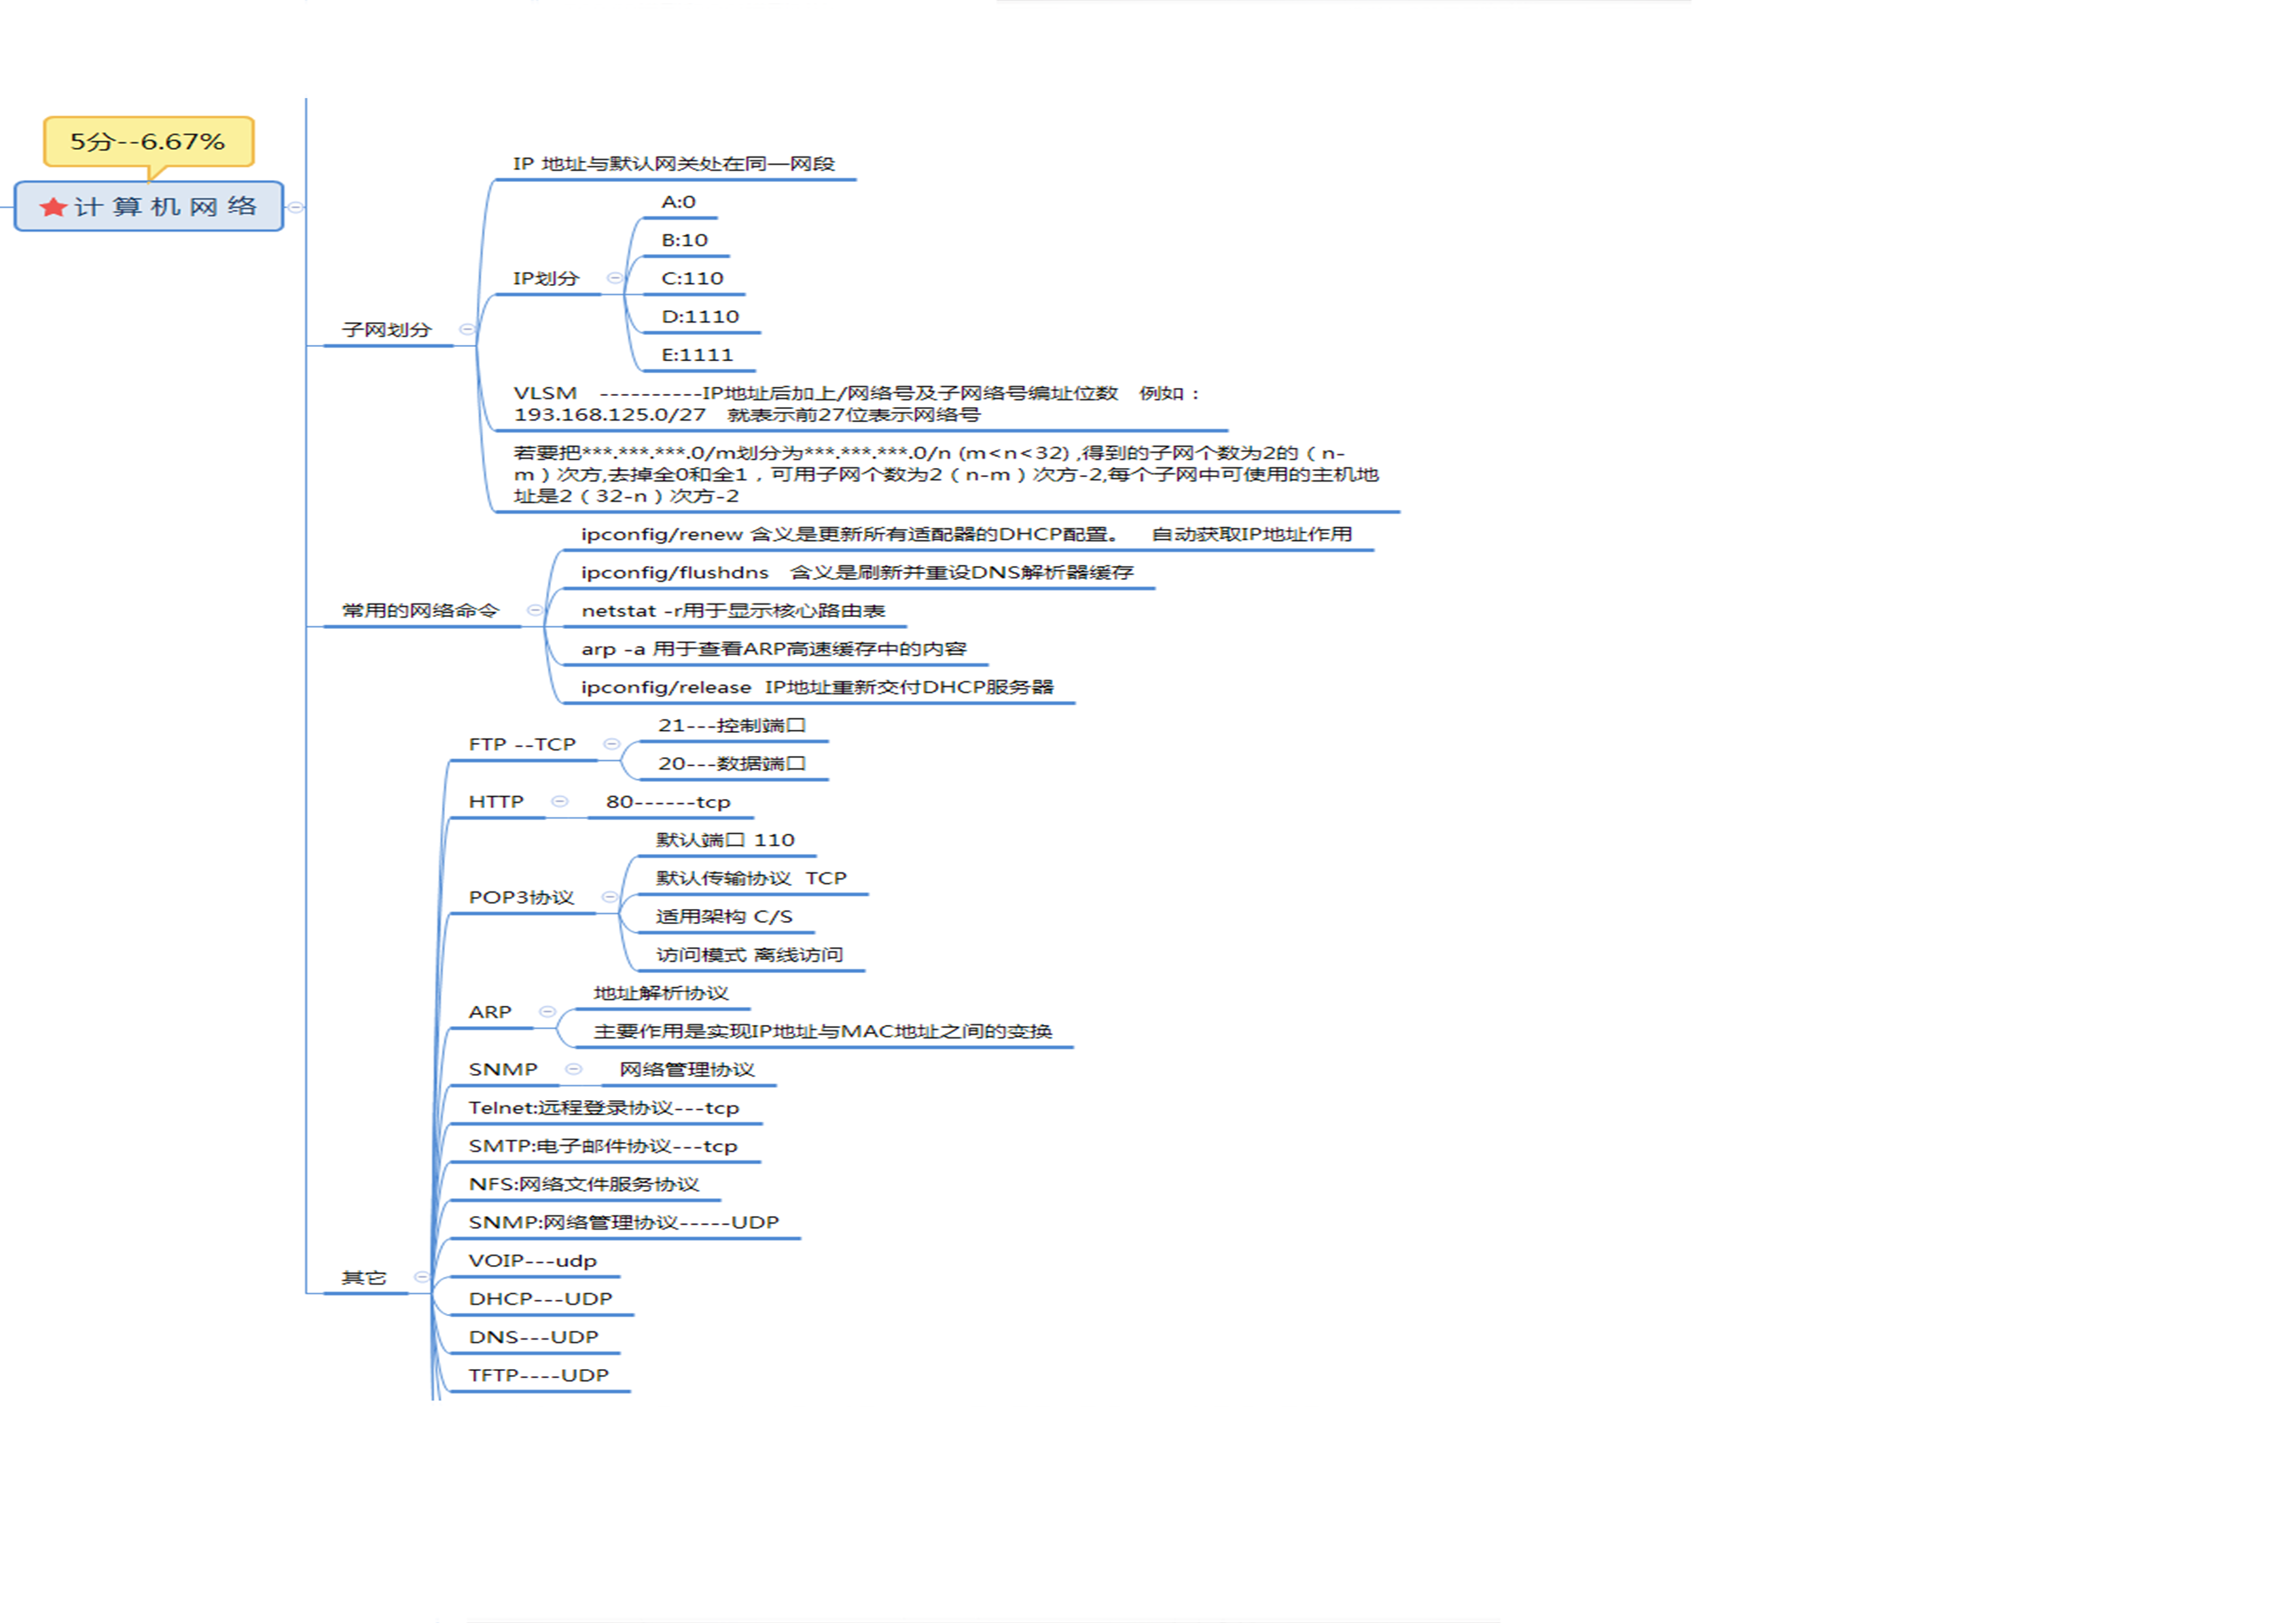 5分--6.67%
计算机网络
子网划分
IP 地址与默认网关处在同一网段
IP划分
A:0
B:10
C:110
D:1110
E:1111
VLSM ----------IP地址后加上/网络号及子网络号编址位数 例如：
193.168.125.0/27 就表示前27位表示网络号
若要把***.***.***.0/m划分为***.***.***.0/n (m<n<32) ,得到的子网个数为2的（n-
m）次方,去掉全0和全1，可用子网个数为2（n-m）次方-2,每个子网中可使用的主机地
址是2（32-n）次方-2
常用的网络命令
ipconfig/renew 含义是更新所有适配器的DHCP配置。 自动获取IP地址作用
ipconfig/flushdns 含义是刷新并重设DNS解析器缓存
netstat -r用于显示核心路由表
arp -a 用于查看ARP高速缓存中的内容
ipconfig/release IP地址重新交付DHCP服务器
其它
FTP --TCP
21---控制端口
20---数据端口
HTTP
80------tcp
POP3协议
默认端口 110
默认传输协议 TCP
适用架构 C/S
访问模式 离线访问
ARP
地址解析协议
主要作用是实现IP地址与MAC地址之间的变换
SNMP
网络管理协议
Telnet:远程登录协议---tcp
SMTP:电子邮件协议---tcp
NFS:网络文件服务协议
SNMP:网络管理协议-----UDP
VOIP---udp
DHCP---UDP
DNS---UDP
TFTP----UDP